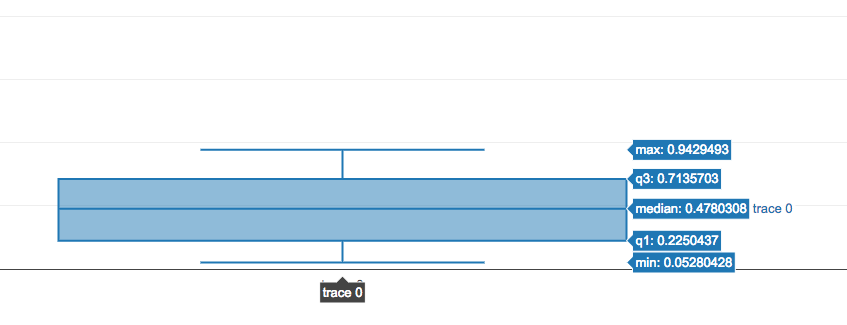 max: 0.9429493
q3: 0.7135703
median: 0.4780308 trace 0
q1: 0.2250437
min: 0.05280428
trace 0